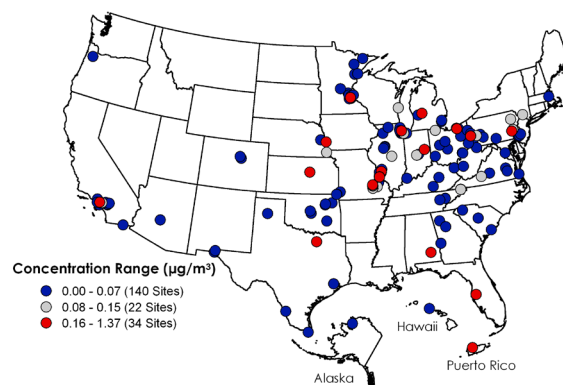 Concentration Range (µg/m³)
0.00 - 0.07 (140 Sites)
0.08 - 0.15 (22 Sites)
0.16 - 1.37 (34 Sites)
Hawaii
Puerto Rico
Alaska